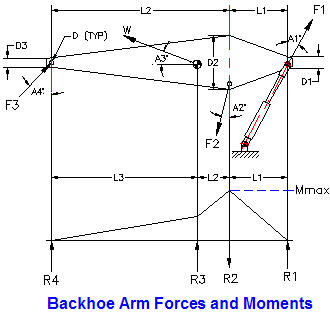 L2
L1
F1
D (TYP)
W
D3
A3°
D2
A1°
F3
A4°
A2°
F2
D1
L3
L2
L1
Mmax
R4
R3
R2
R1
Backhoe Arm Forces and Moments